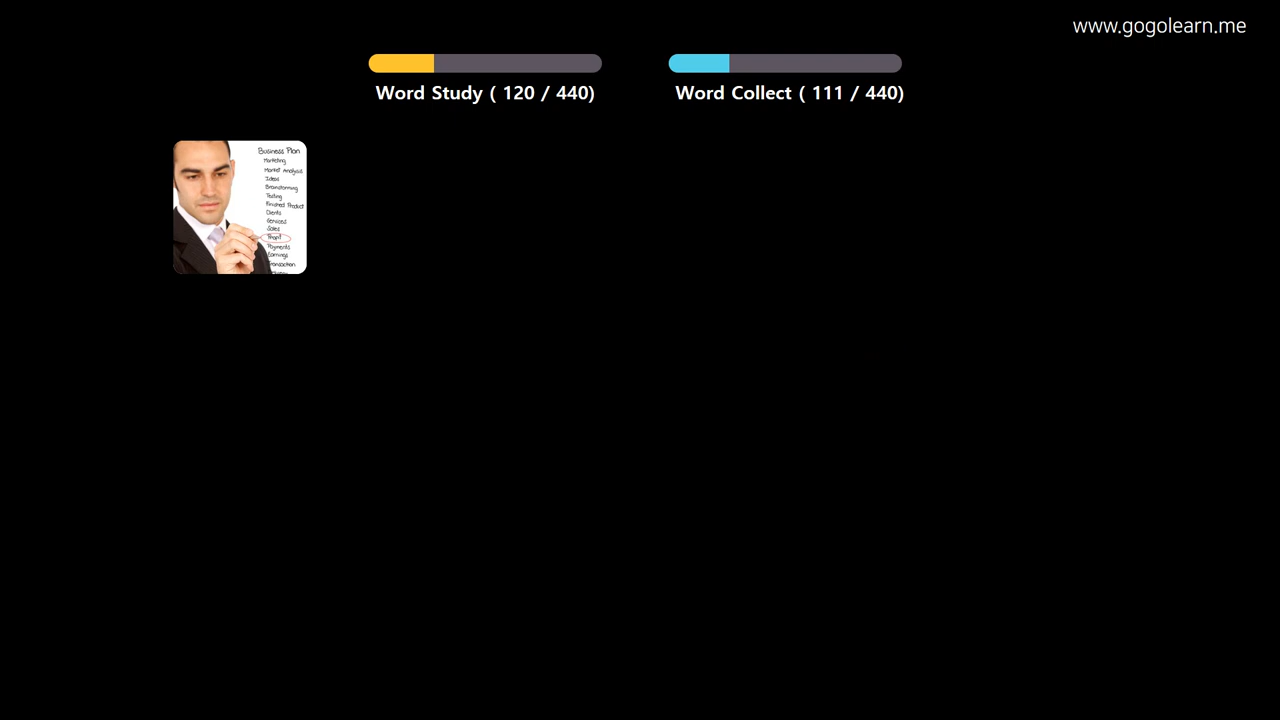 www.gogolearn.me
Word Study ( 120 / 440)
Word Collect ( 111 / 440)
Business Plan
Marketing
Market Analysis
Ideas
Brainstorming
Testing
Finished Product
Clients
Services
Sales
Profit
Payments
Earnings
Transaction